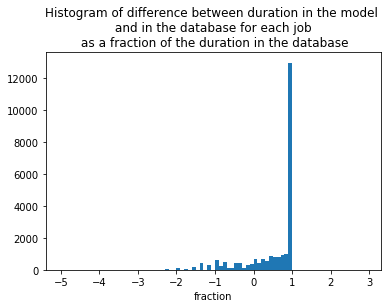 Histogram of difference between duration in the model
and in the database for each job
as a fraction of the duration in the database
12000
10000
8000
6000
4000
2000
0
−5 −4 −3 −2 −1 0 1 2 3
fraction